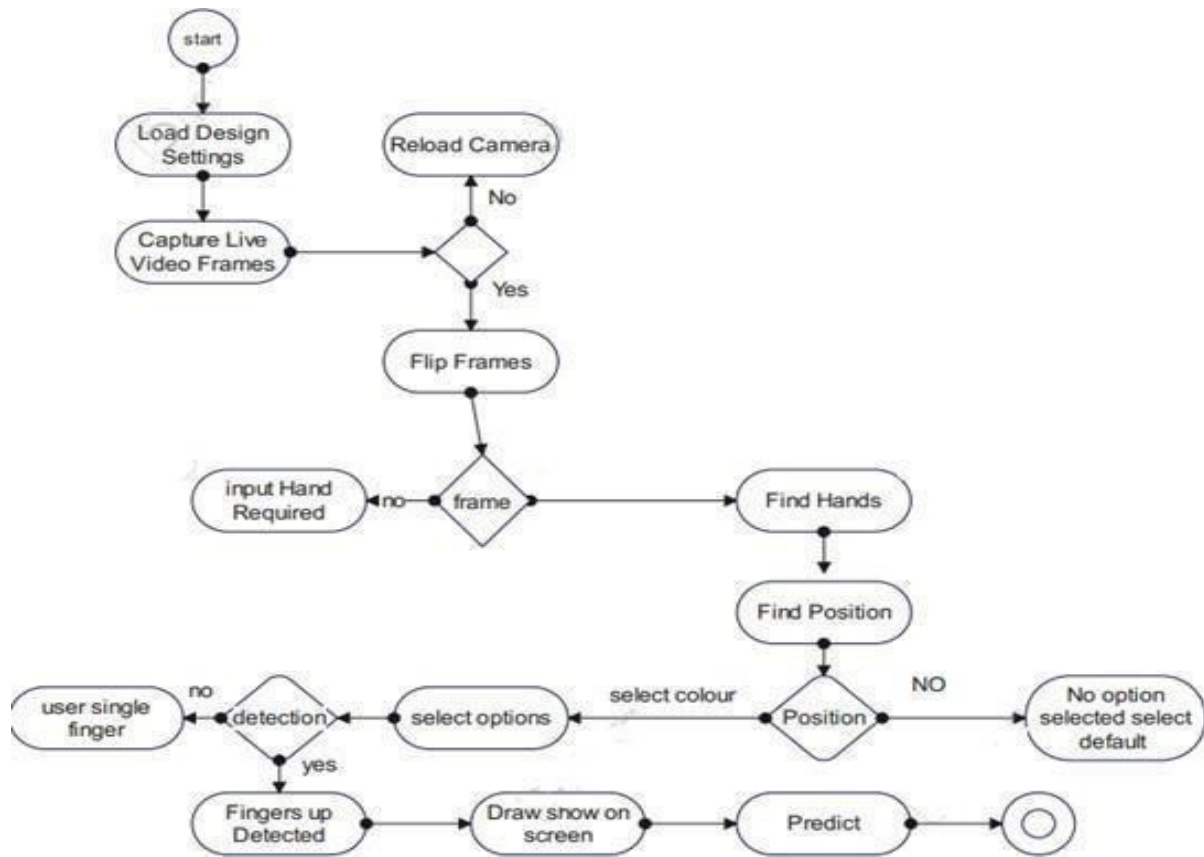 start
Load Design
Settings
Reload Camera
No
Capture Live
Video Frames
Yes
Flip Frames
input Hand
Required
no
frame
Find Hands
Find Position
user single
finger
no
detection
select options
select colour
Position
NO
No option
selected select
default
yes
Fingers up
Detected
Draw show on
screen
Predict